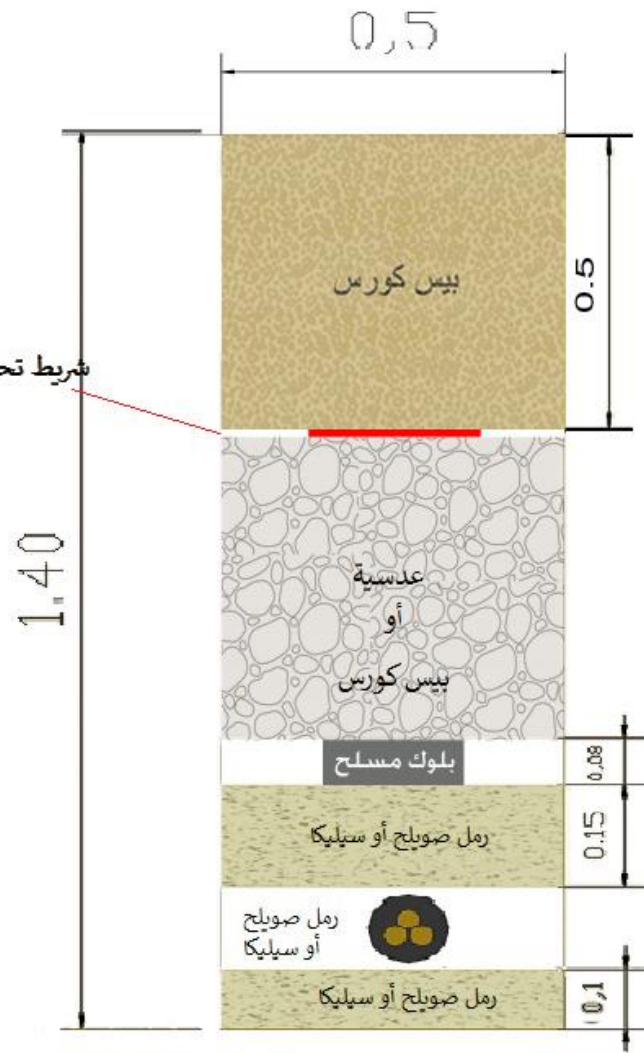 0,5
بيس كورس
0.5
شريط تح
1.40
عدسية
أو
بيس كورس
بلوك مسلح
0,08
رمل صويلح أو سيليكا
0.15
رمل صويلح
أو سيليكا
رمل صويلح أو سيليكا
0,1